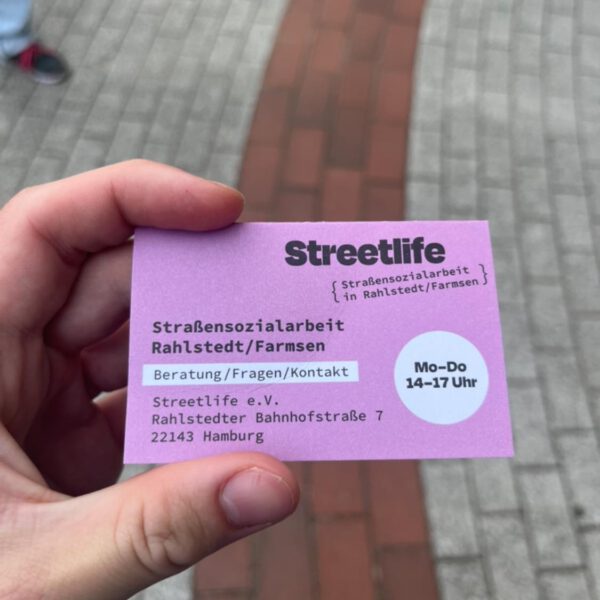 Streetlife
{Straßensozialarbeit
in Rahlstedt/Farmsen}
Straßensozialarbeit
Rahlstedt/Farmsen
Beratung/Fragen/Kontakt
Streetlife e.V.
Rahlstedter Bahnhofstraße 7
22143 Hamburg
Mo–Do
14–17 Uhr